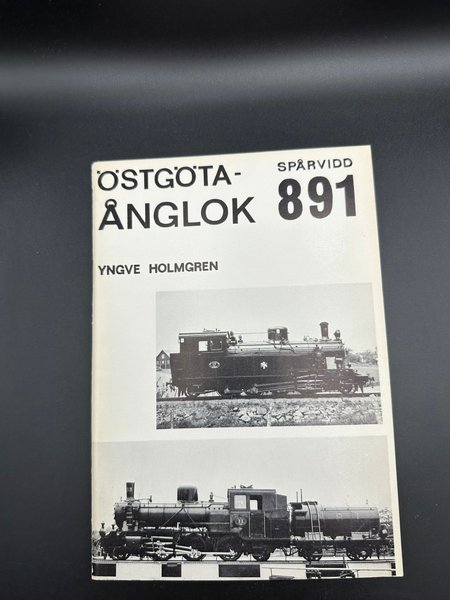 ÖSTGÖTA-
ÅNGLOK
SPÅRVIDD
891
YNGVE HOLMGREN